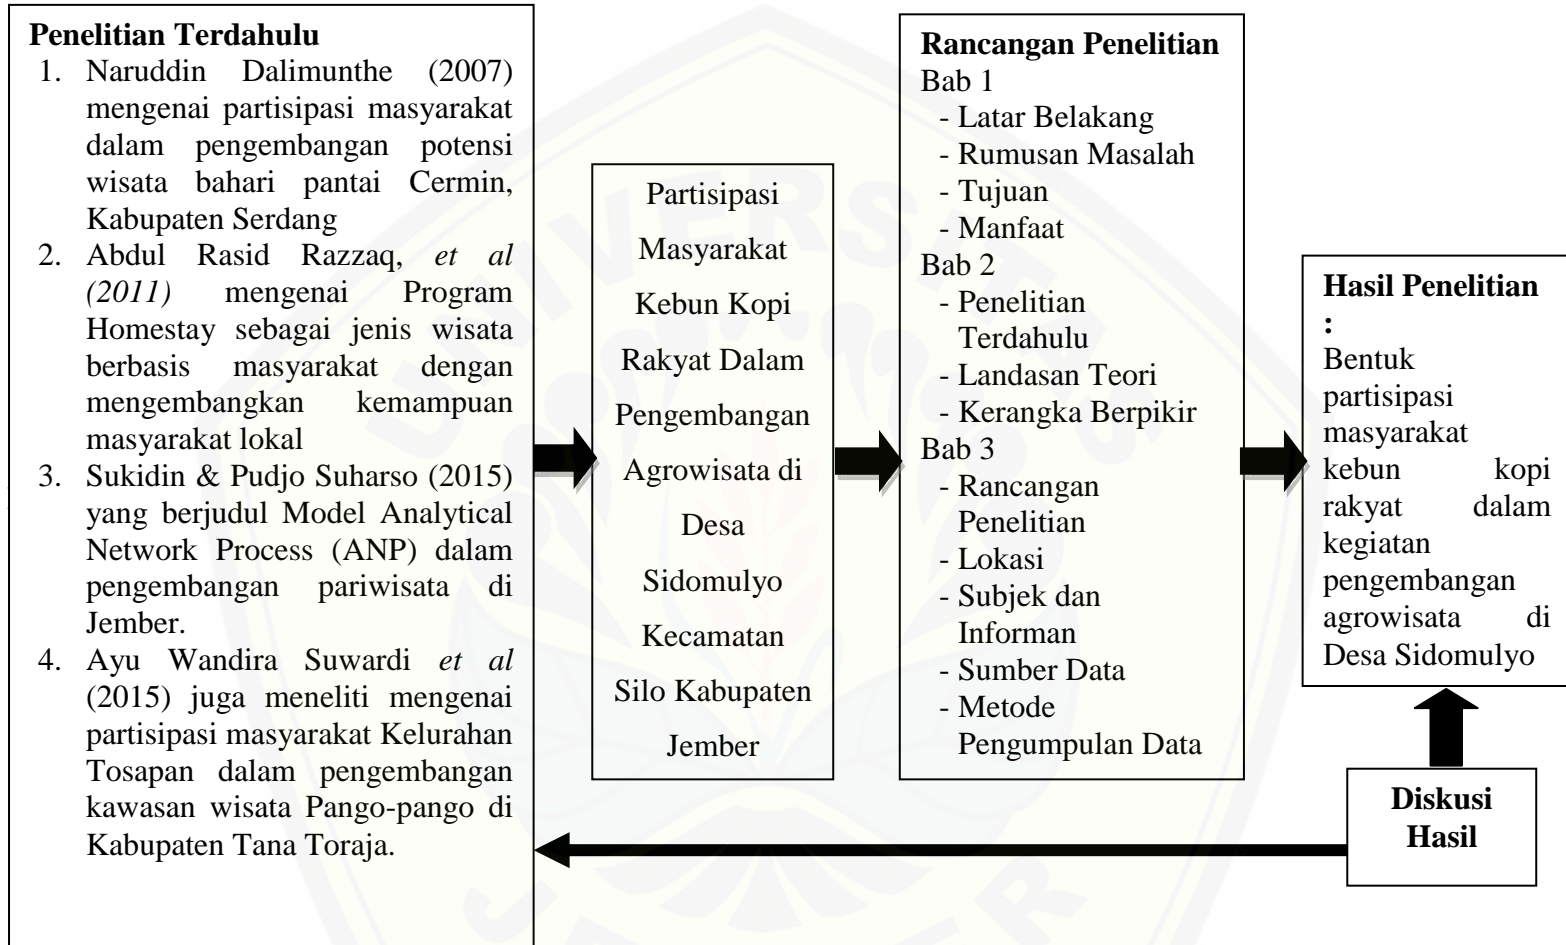 Penelitian Terdahulu
1. Naruddin Dalimunthe (2007)
mengenai partisipasi masyarakat
dalam pengembangan potensi
wisata bahari pantai Cermin,
Kabupaten Serdang
2. Abdul Rasid Razzaq, et al
(2011) mengenai Program
Homestay sebagai jenis wisata
berbasis masyarakat dengan
mengembangkan kemampuan
masyarakat lokal
3. Sukidin & Pudjo Suharso (2015)
yang berjudul Model Analytical
Network Process (ANP) dalam
pengembangan pariwisata di
Jember.
4. Ayu Wandira Suwardi et al
(2015) juga meneliti mengenai
partisipasi masyarakat Kelurahan
Tosapan dalam pengembangan
kawasan wisata Pango-pango di
Kabupaten Tana Toraja.
Partisipasi
Masyarakat
Kebun Kopi
Rakyat Dalam
Pengembangan
Agrowisata di
Desa
Sidomulyo
Kecamatan
Silo Kabupaten
Jember
Rancangan Penelitian
Bab 1
- Latar Belakang
- Rumusan Masalah
- Tujuan
- Manfaat
Bab 2
- Penelitian
Terdahulu
- Landasan Teori
- Kerangka Berpikir
Bab 3
- Rancangan
Penelitian
- Lokasi
- Subjek dan
Informan
- Sumber Data
- Metode
Pengumpulan Data
Hasil Penelitian
:
Bentuk
partisipasi
masyarakat
kebun kopi
rakyat dalam
kegiatan
pengembangan
agrowisata di
Desa Sidomulyo
Diskusi
Hasil
UNIVERSITAS
JEMBER